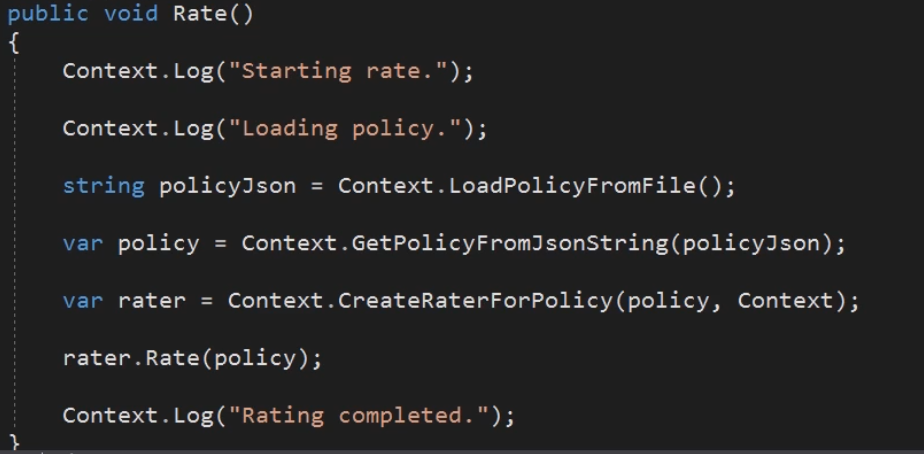 public void Rate()
{
Context.Log("Starting rate.");
Context.Log("Loading policy.");
string policyJson = Context.LoadPolicyFromFile();
var policy = Context.GetPolicyFromJsonString(policyJson);
var rater = Context.CreateRaterForPolicy(policy, Context);
rater.Rate(policy);
Context.Log("Rating completed.");
}